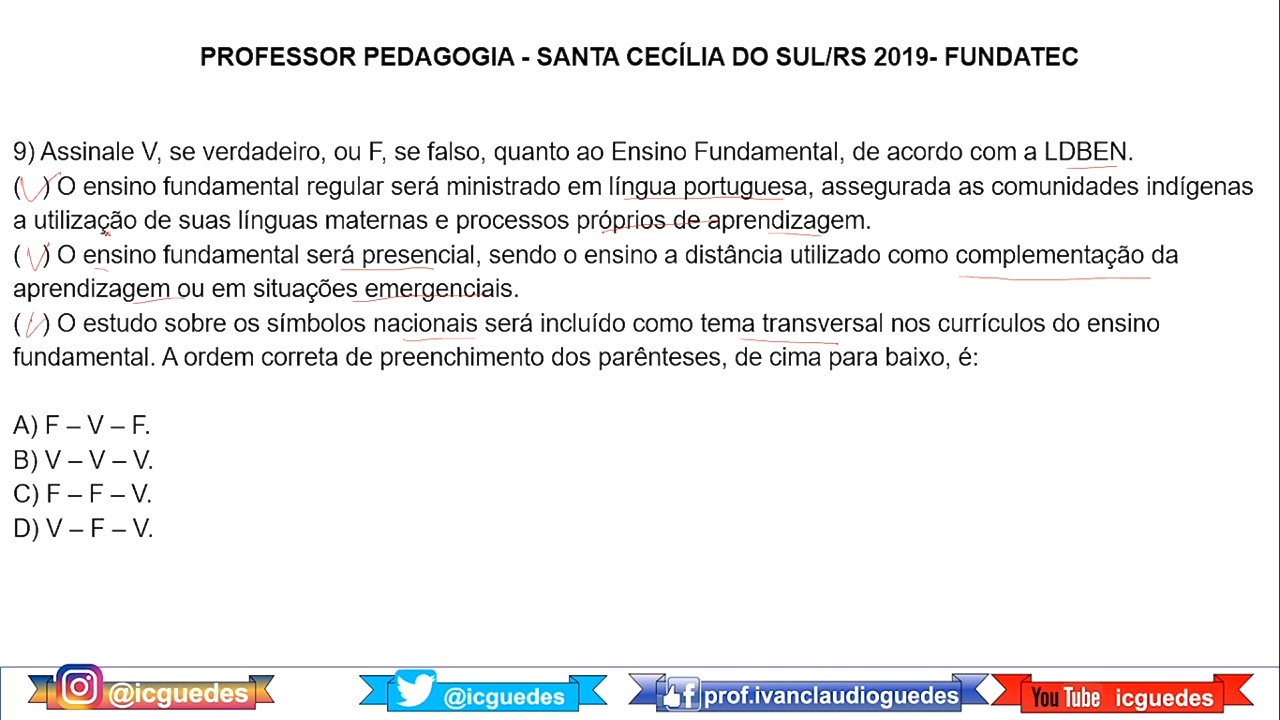 PROFESSOR PEDAGOGIA - SANTA CECÍLIA DO SUL/RS 2019- FUNDATEC
9) Assinale V, se verdadeiro, ou F, se falso, quanto ao Ensino Fundamental, de acordo com a LDBEN.
(V) O ensino fundamental regular será ministrado em língua portuguesa, assegurada as comunidades indígenas
a utilização de suas línguas maternas e processos próprios de aprendizagem.
(V) O ensino fundamental será presencial, sendo o ensino a distância utilizado como complementação da
aprendizagem ou em situações emergenciais.
(V) O estudo sobre os símbolos nacionais será incluído como tema transversal nos currículos do ensino
fundamental. A ordem correta de preenchimento dos parênteses, de cima para baixo, é:
A) F – V – F.
B) V – V – V.
C) F – F – V.
D) V – F – V.
@icguedes @icguedes prof.ivanclaudioguedes You Tube icguedes